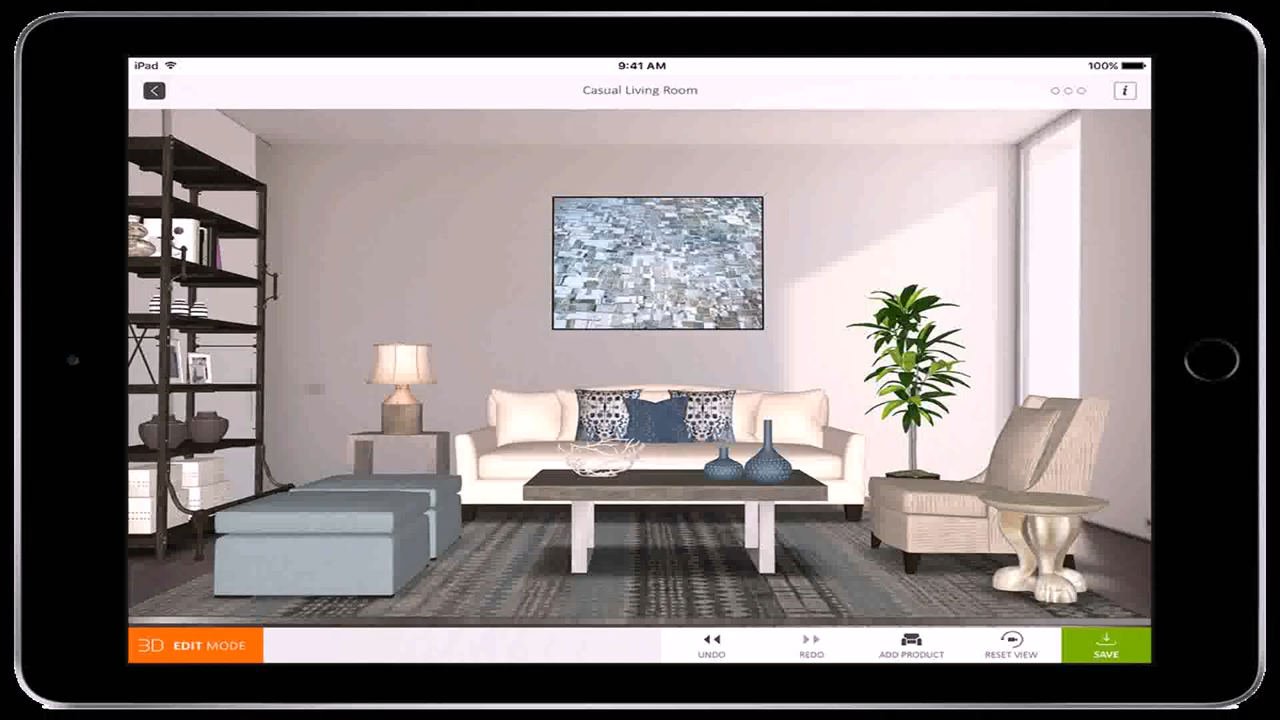 iPad 9:41 AM 100%
Casual Living Room
i
3D EDIT MODE
UNDO
REDO
ADD PRODUCT
RESET VIEW
SAVE